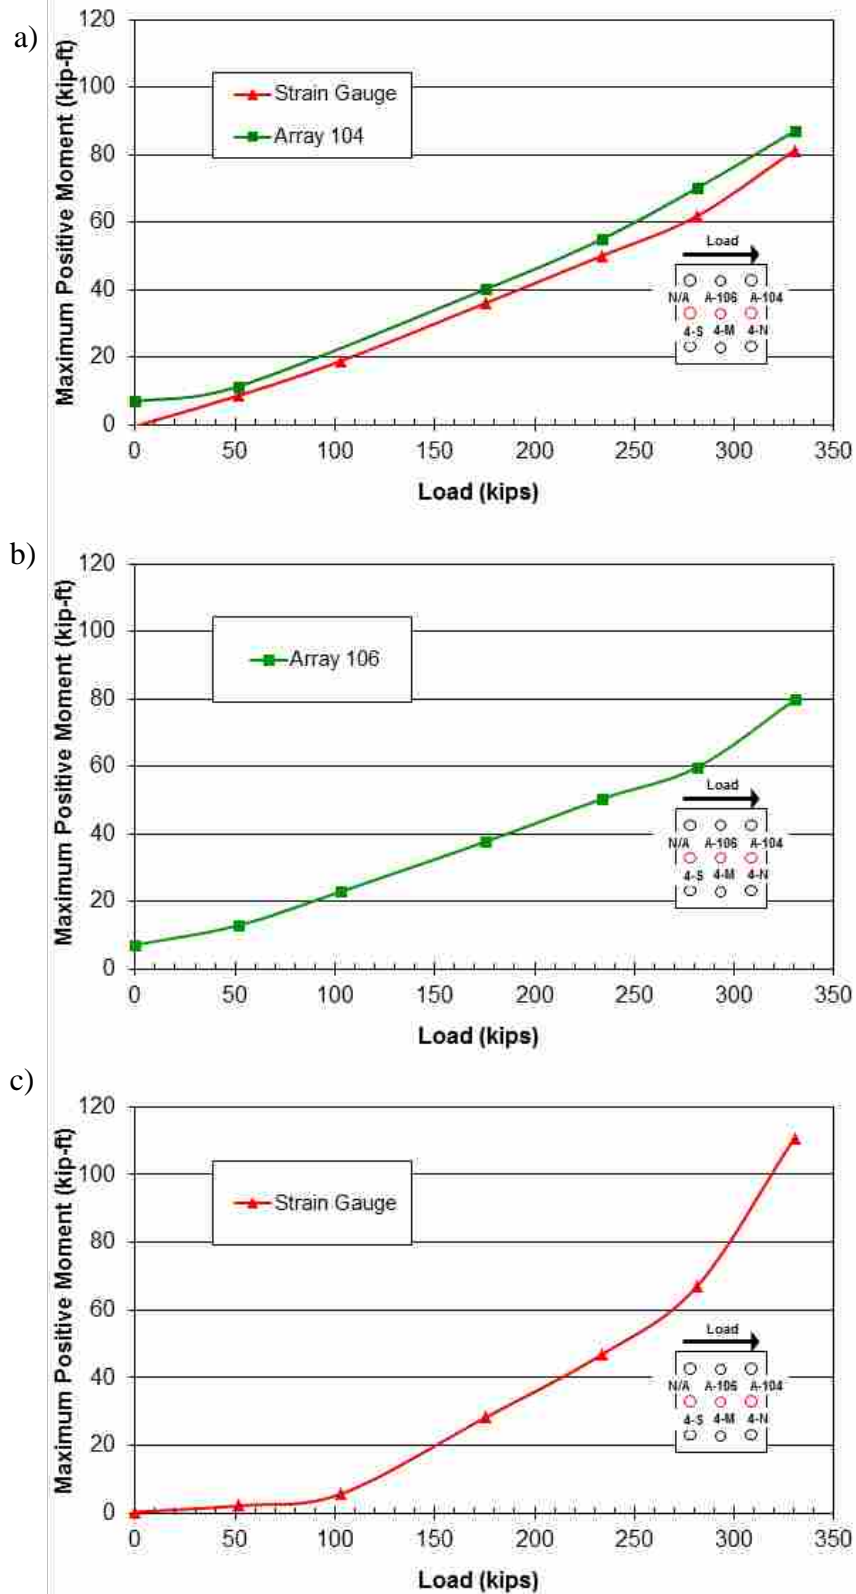 a)
Maximum Positive Moment (kip-ft)
120
100
80
60
40
20
0
Strain Gauge
Array 104
Load
N/A A-106 A-104
4-S 4-M 4-N
0 50 100 150 200 250 300 350
Load (kips)
b)
Maximum Positive Moment (kip-ft)
120
100
80
60
40
20
0
Array 106
Load
N/A A-106 A-104
4-S 4-M 4-N
0 50 100 150 200 250 300 350
Load (kips)
c)
Maximum Positive Moment (kip-ft)
120
100
80
60
40
20
0
Strain Gauge
Load
N/A A-106 A-104
4-S 4-M 4-N
0 50 100 150 200 250 300 350
Load (kips)